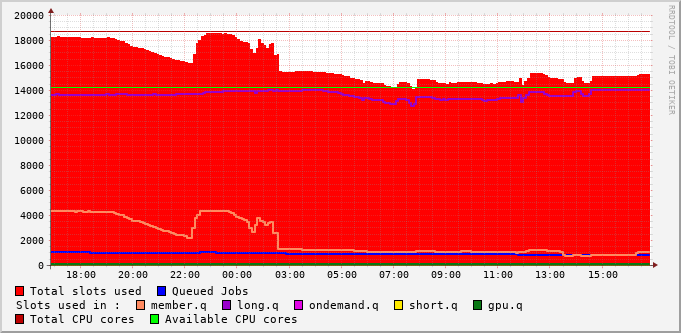 RRDTOOL / TOBI OETIKER
20000
18000
16000
14000
12000
10000
8000
6000
4000
2000
0
18:00 20:00 22:00 00:00 03:00 05:00 07:00 09:00 11:00 13:00 15:00
Total slots used Queued Jobs
Slots used in : member.q long.q ondemand.q short.q gpu.q
Total CPU cores Available CPU cores